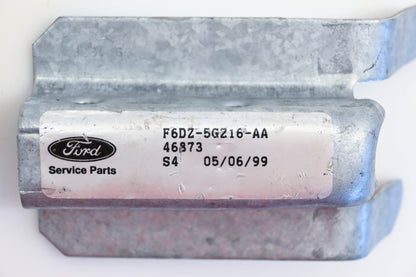 F6DZ-5G216-AA
46873
S4 05/06/99
Ford
Service Parts